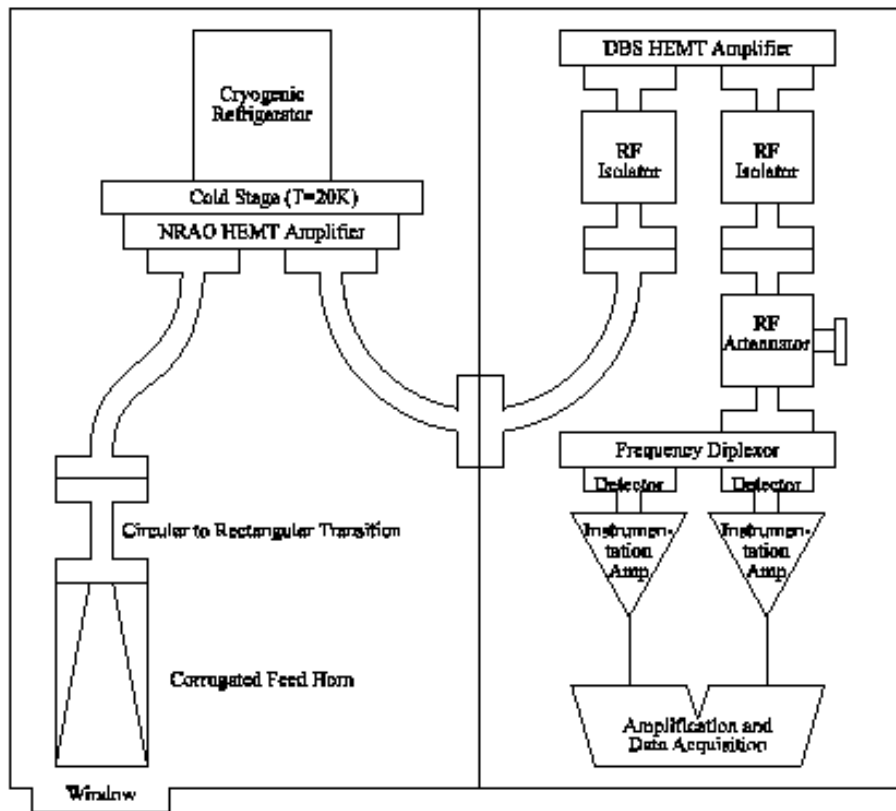 Cryogenic
Refrigerator
Cold Stage (T=20K)
NRAO HEMT Amplifier
Circular to Rectangular Transition
Corrugated Feed Horn
Window
DBS HEMT Amplifier
RF
Isolator
RF
Isolator
RF
Attenuator
Frequency Diplexor
Detector
Detector
Instrumen-
tation
Amp
Instrumen-
tation
Amp
Amplification and
Data Acquisition